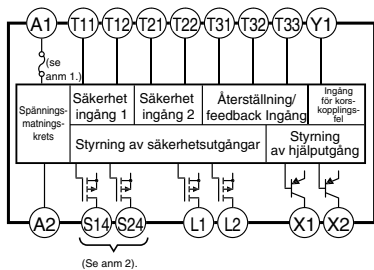 A1 T11 T12 T21 T22 T31 T32 T33 Y1
(se
anm 1.)
Spännings-
matnings-
krets
Säkerhet
ingång 1
Säkerhet
ingång 2
Återställning/
feedback Ingång
Ingång
för kors-
kopplings-
fel
Styrning av säkerhetsutgångar
Styrning
av hjälputgång
A2 S14 S24 L1 L2 X1 X2
(Se anm 2).